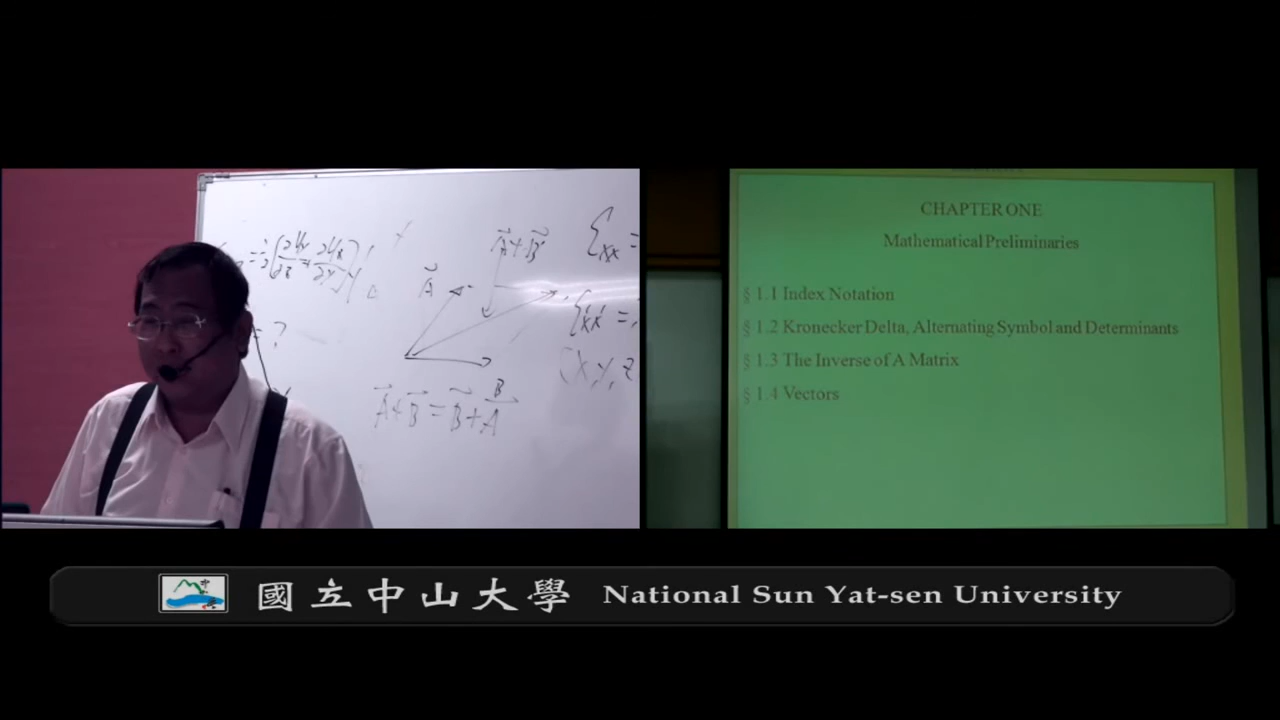 CHAPTER ONE
Mathematical Preliminaries
§ 1.1 Index Notation
§ 1.2 Kronecker Delta, Alternating Symbol and Determinants
§ 1.3 The Inverse of A Matrix
§ 1.4 Vectors
A+B
A
B
A+B=B+A
= ?
國立中山大學 National Sun Yat-sen University